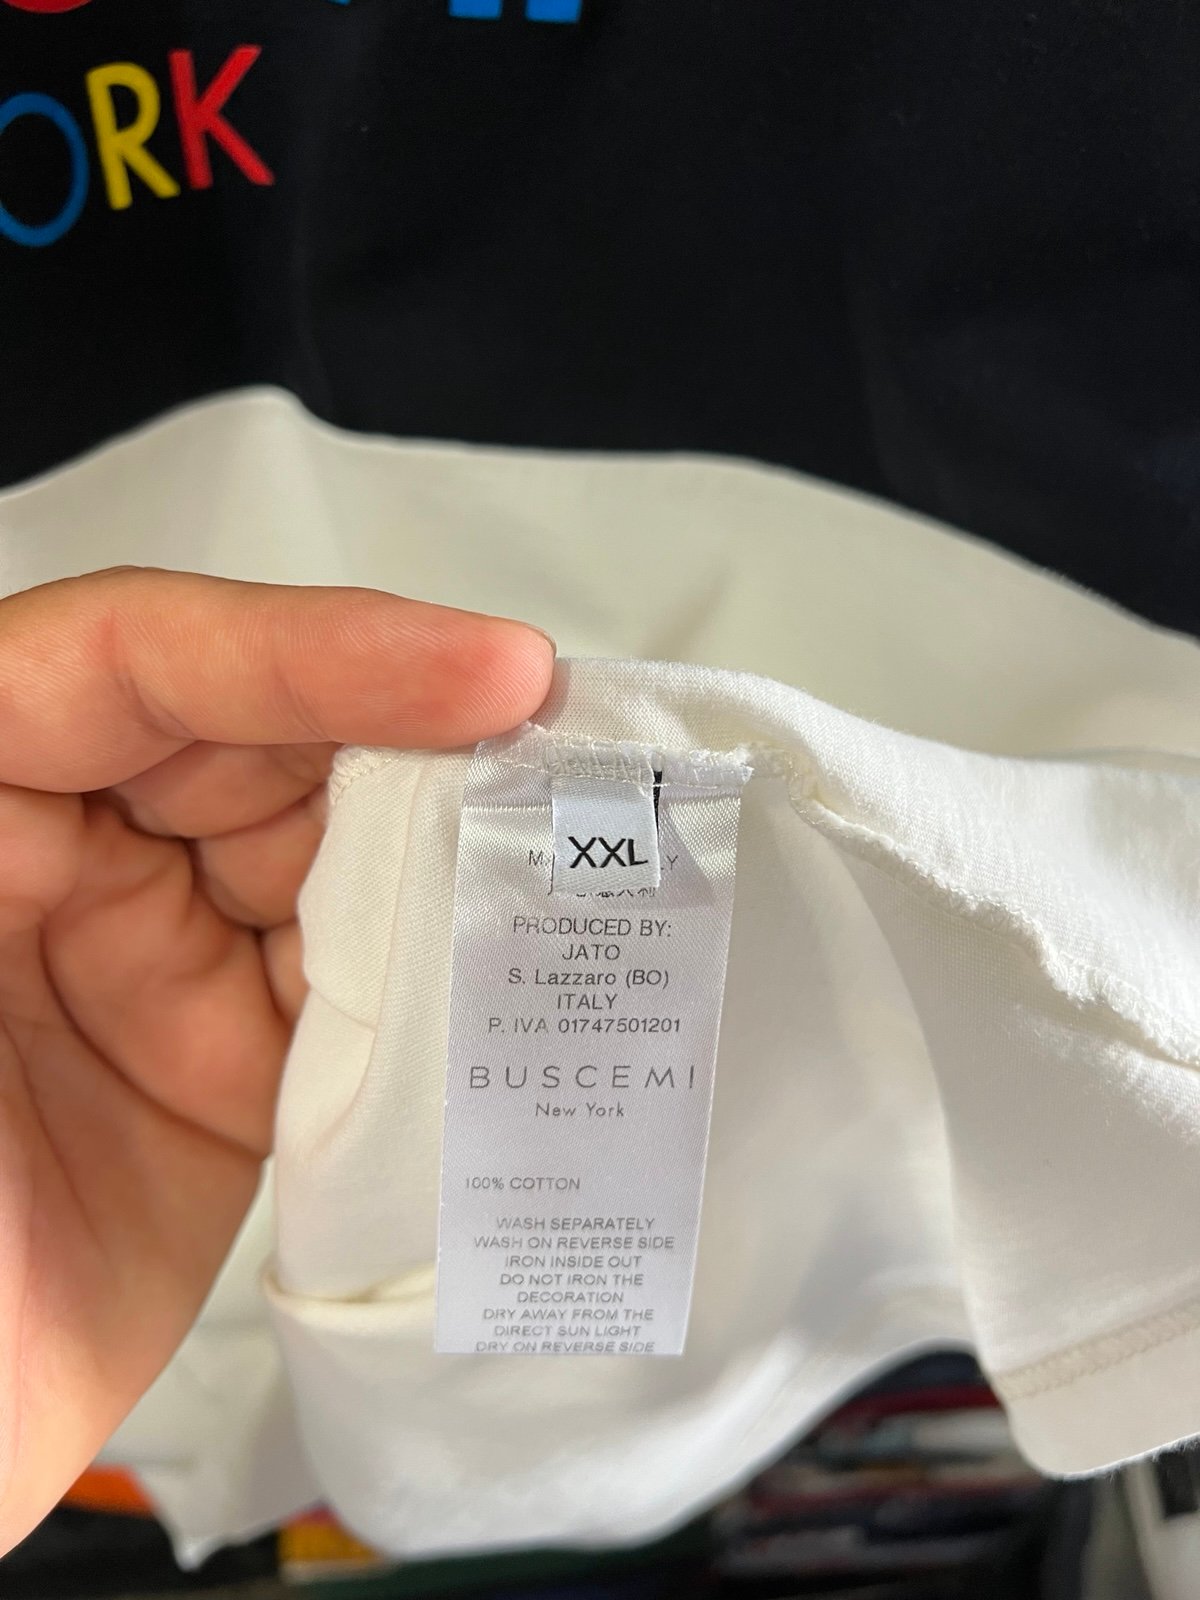 ORK
XXL
PRODUCED BY:
JATO
S. Lazzaro (BO)
ITALY
P. IVA 01747501201
BUSCEMI
New York
100% COTTON
WASH SEPARATELY
WASH ON REVERSE SIDE
IRON INSIDE OUT
DO NOT IRON THE
DECORATION
DRY AWAY FROM THE
DIRECT SUN LIGHT
DRY ON REVERSE SIDE